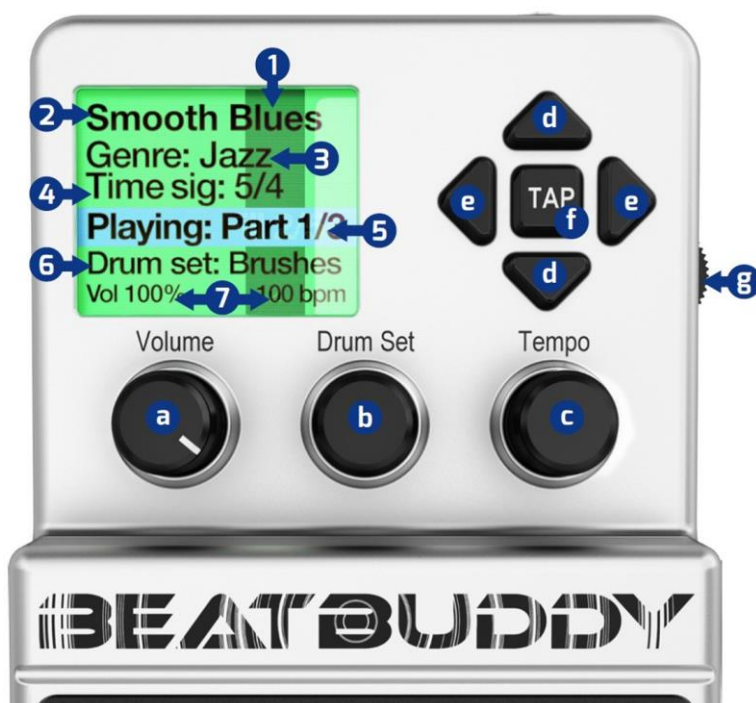 1
2 Smooth Blues
Genre: Jazz 3
4 Time sig: 5/4
Playing: Part 1/3 5
6 Drum set: Brushes
Vol 100% 7 100 bpm
d
e TAP e
f
d
g
Volume Drum Set Tempo
a b c
BEATBUDDY